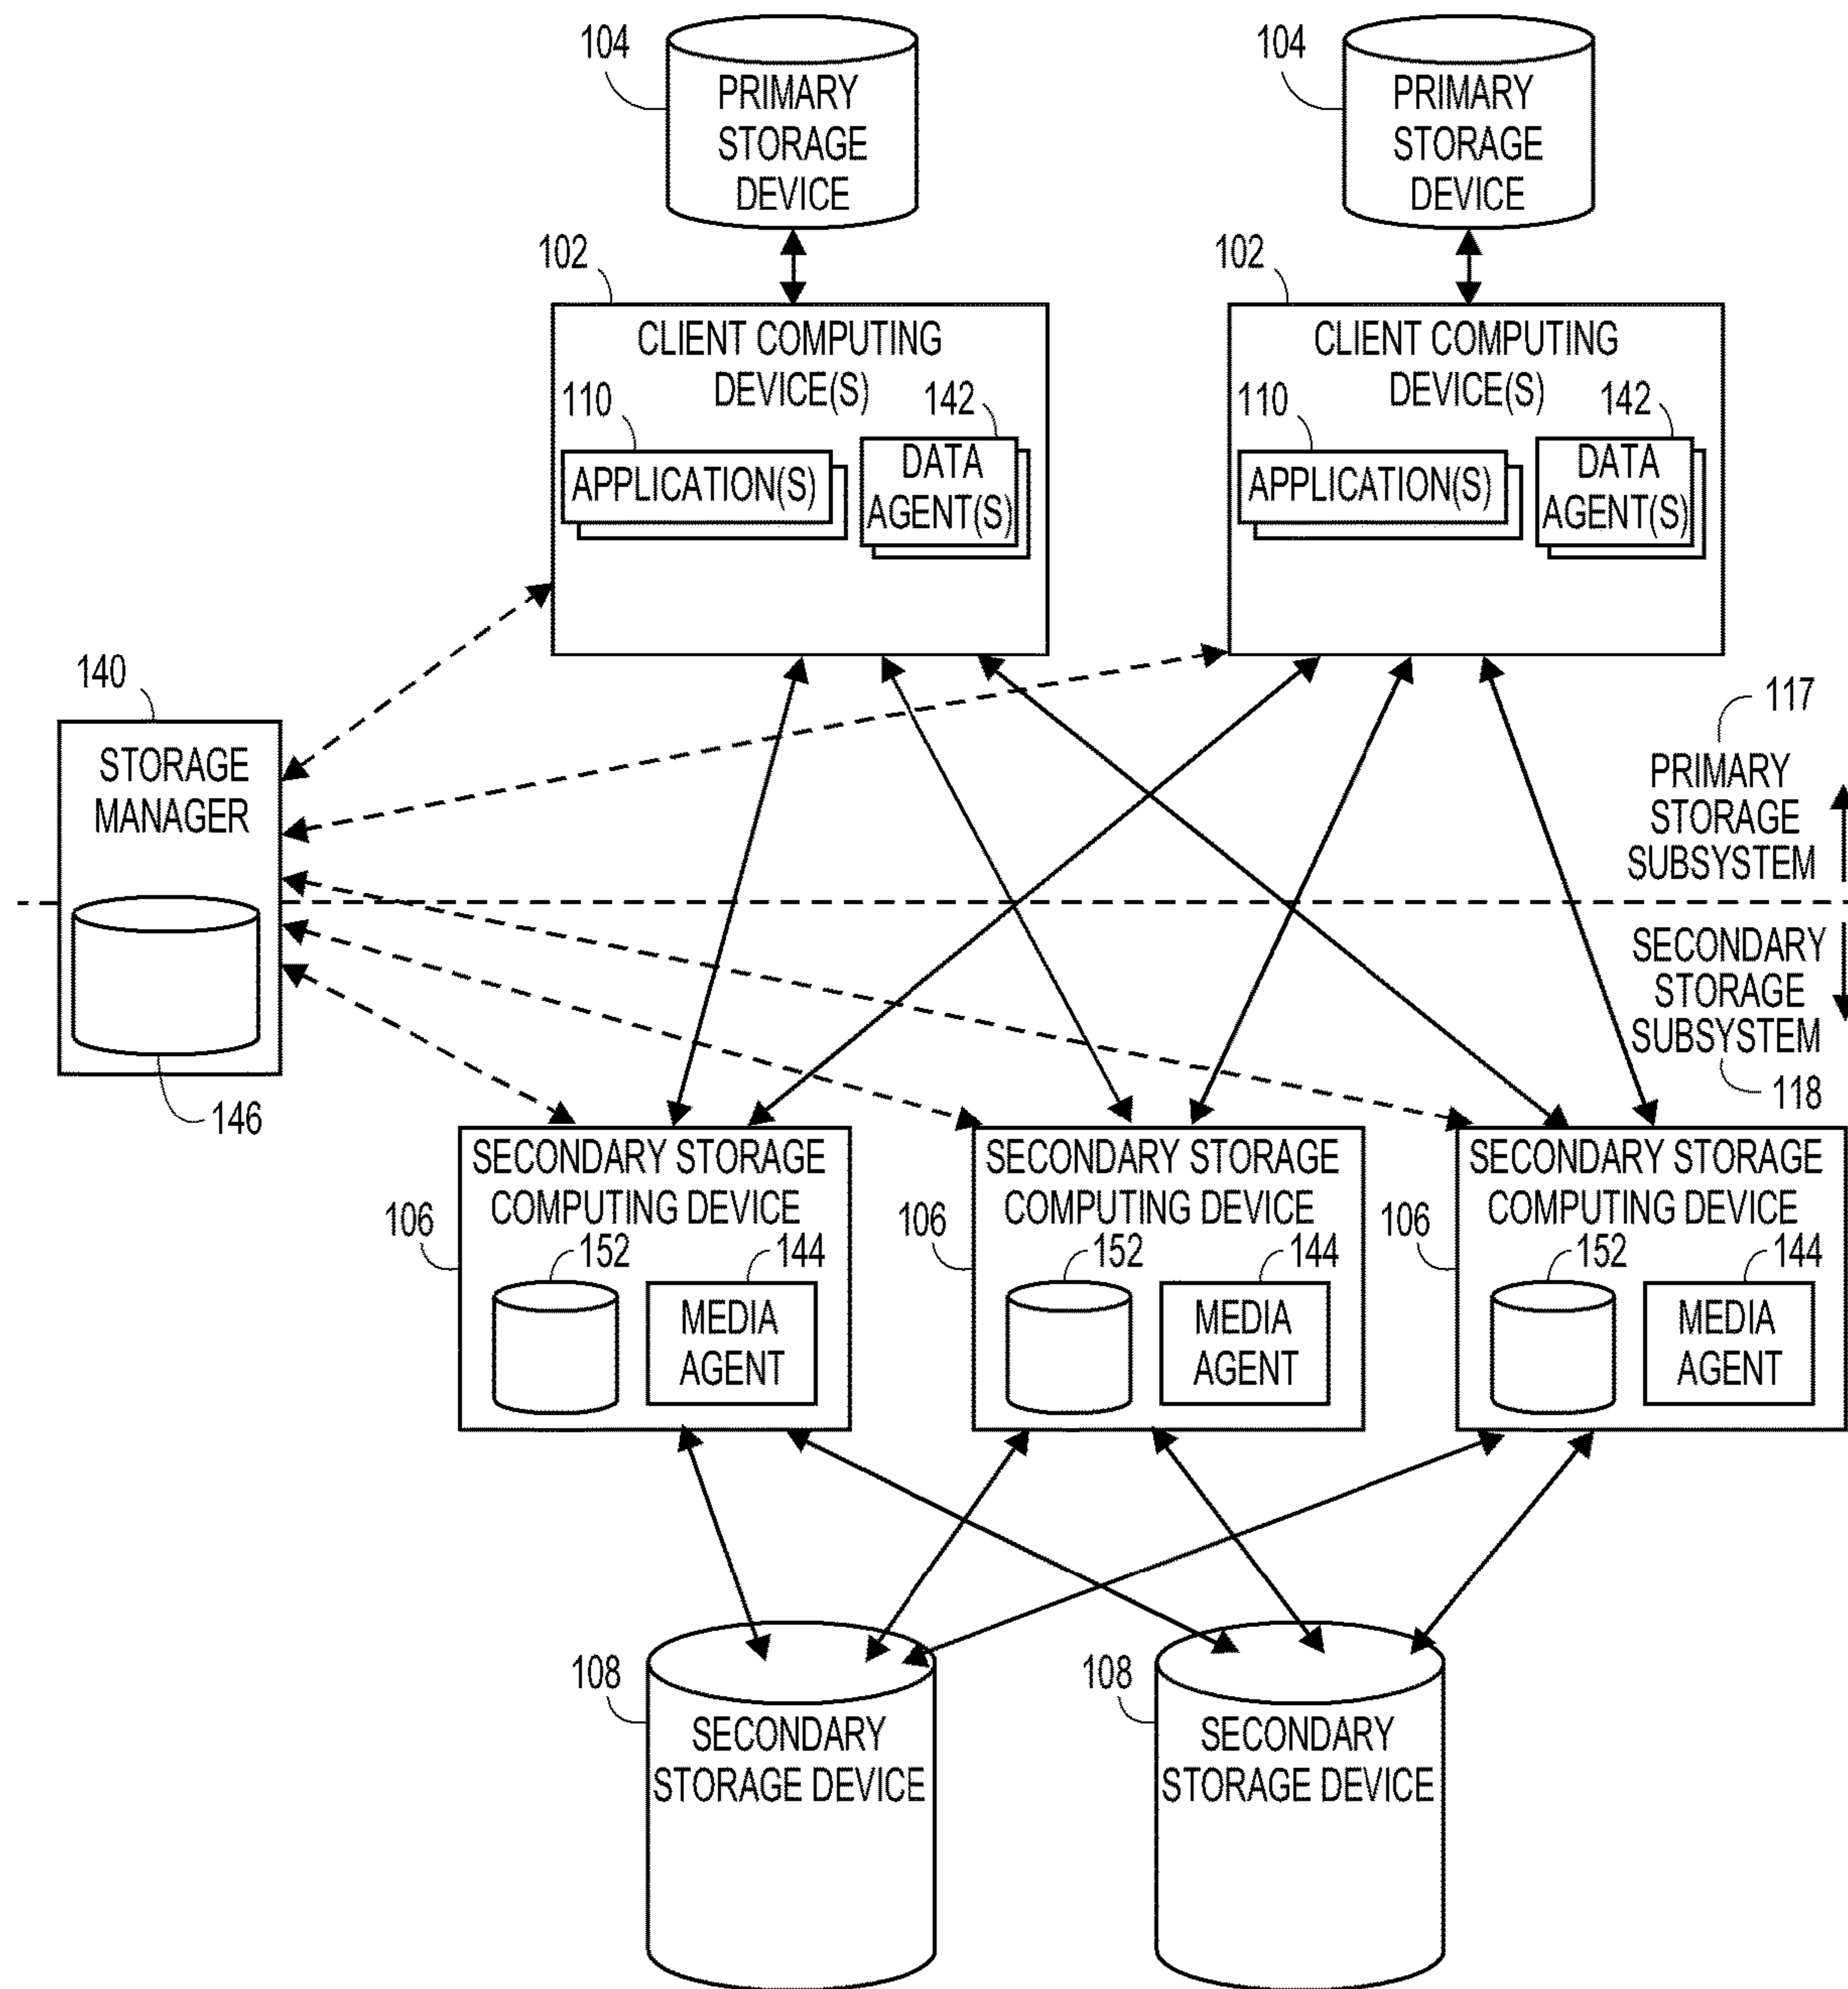 104
PRIMARY
STORAGE
DEVICE
104
PRIMARY
STORAGE
DEVICE
102
CLIENT COMPUTING
DEVICE(S)
110
142
APPLICATION(S)
DATA
AGENT(S)
102
CLIENT COMPUTING
DEVICE(S)
110
142
APPLICATION(S)
DATA
AGENT(S)
140
STORAGE
MANAGER
146
117
PRIMARY
STORAGE
SUBSYSTEM
SECONDARY
STORAGE
SUBSYSTEM
118
SECONDARY STORAGE
COMPUTING DEVICE
106
152
144
MEDIA
AGENT
SECONDARY STORAGE
COMPUTING DEVICE
106
152
144
MEDIA
AGENT
SECONDARY STORAGE
COMPUTING DEVICE
106
152
144
MEDIA
AGENT
108
SECONDARY
STORAGE DEVICE
108
SECONDARY
STORAGE DEVICE